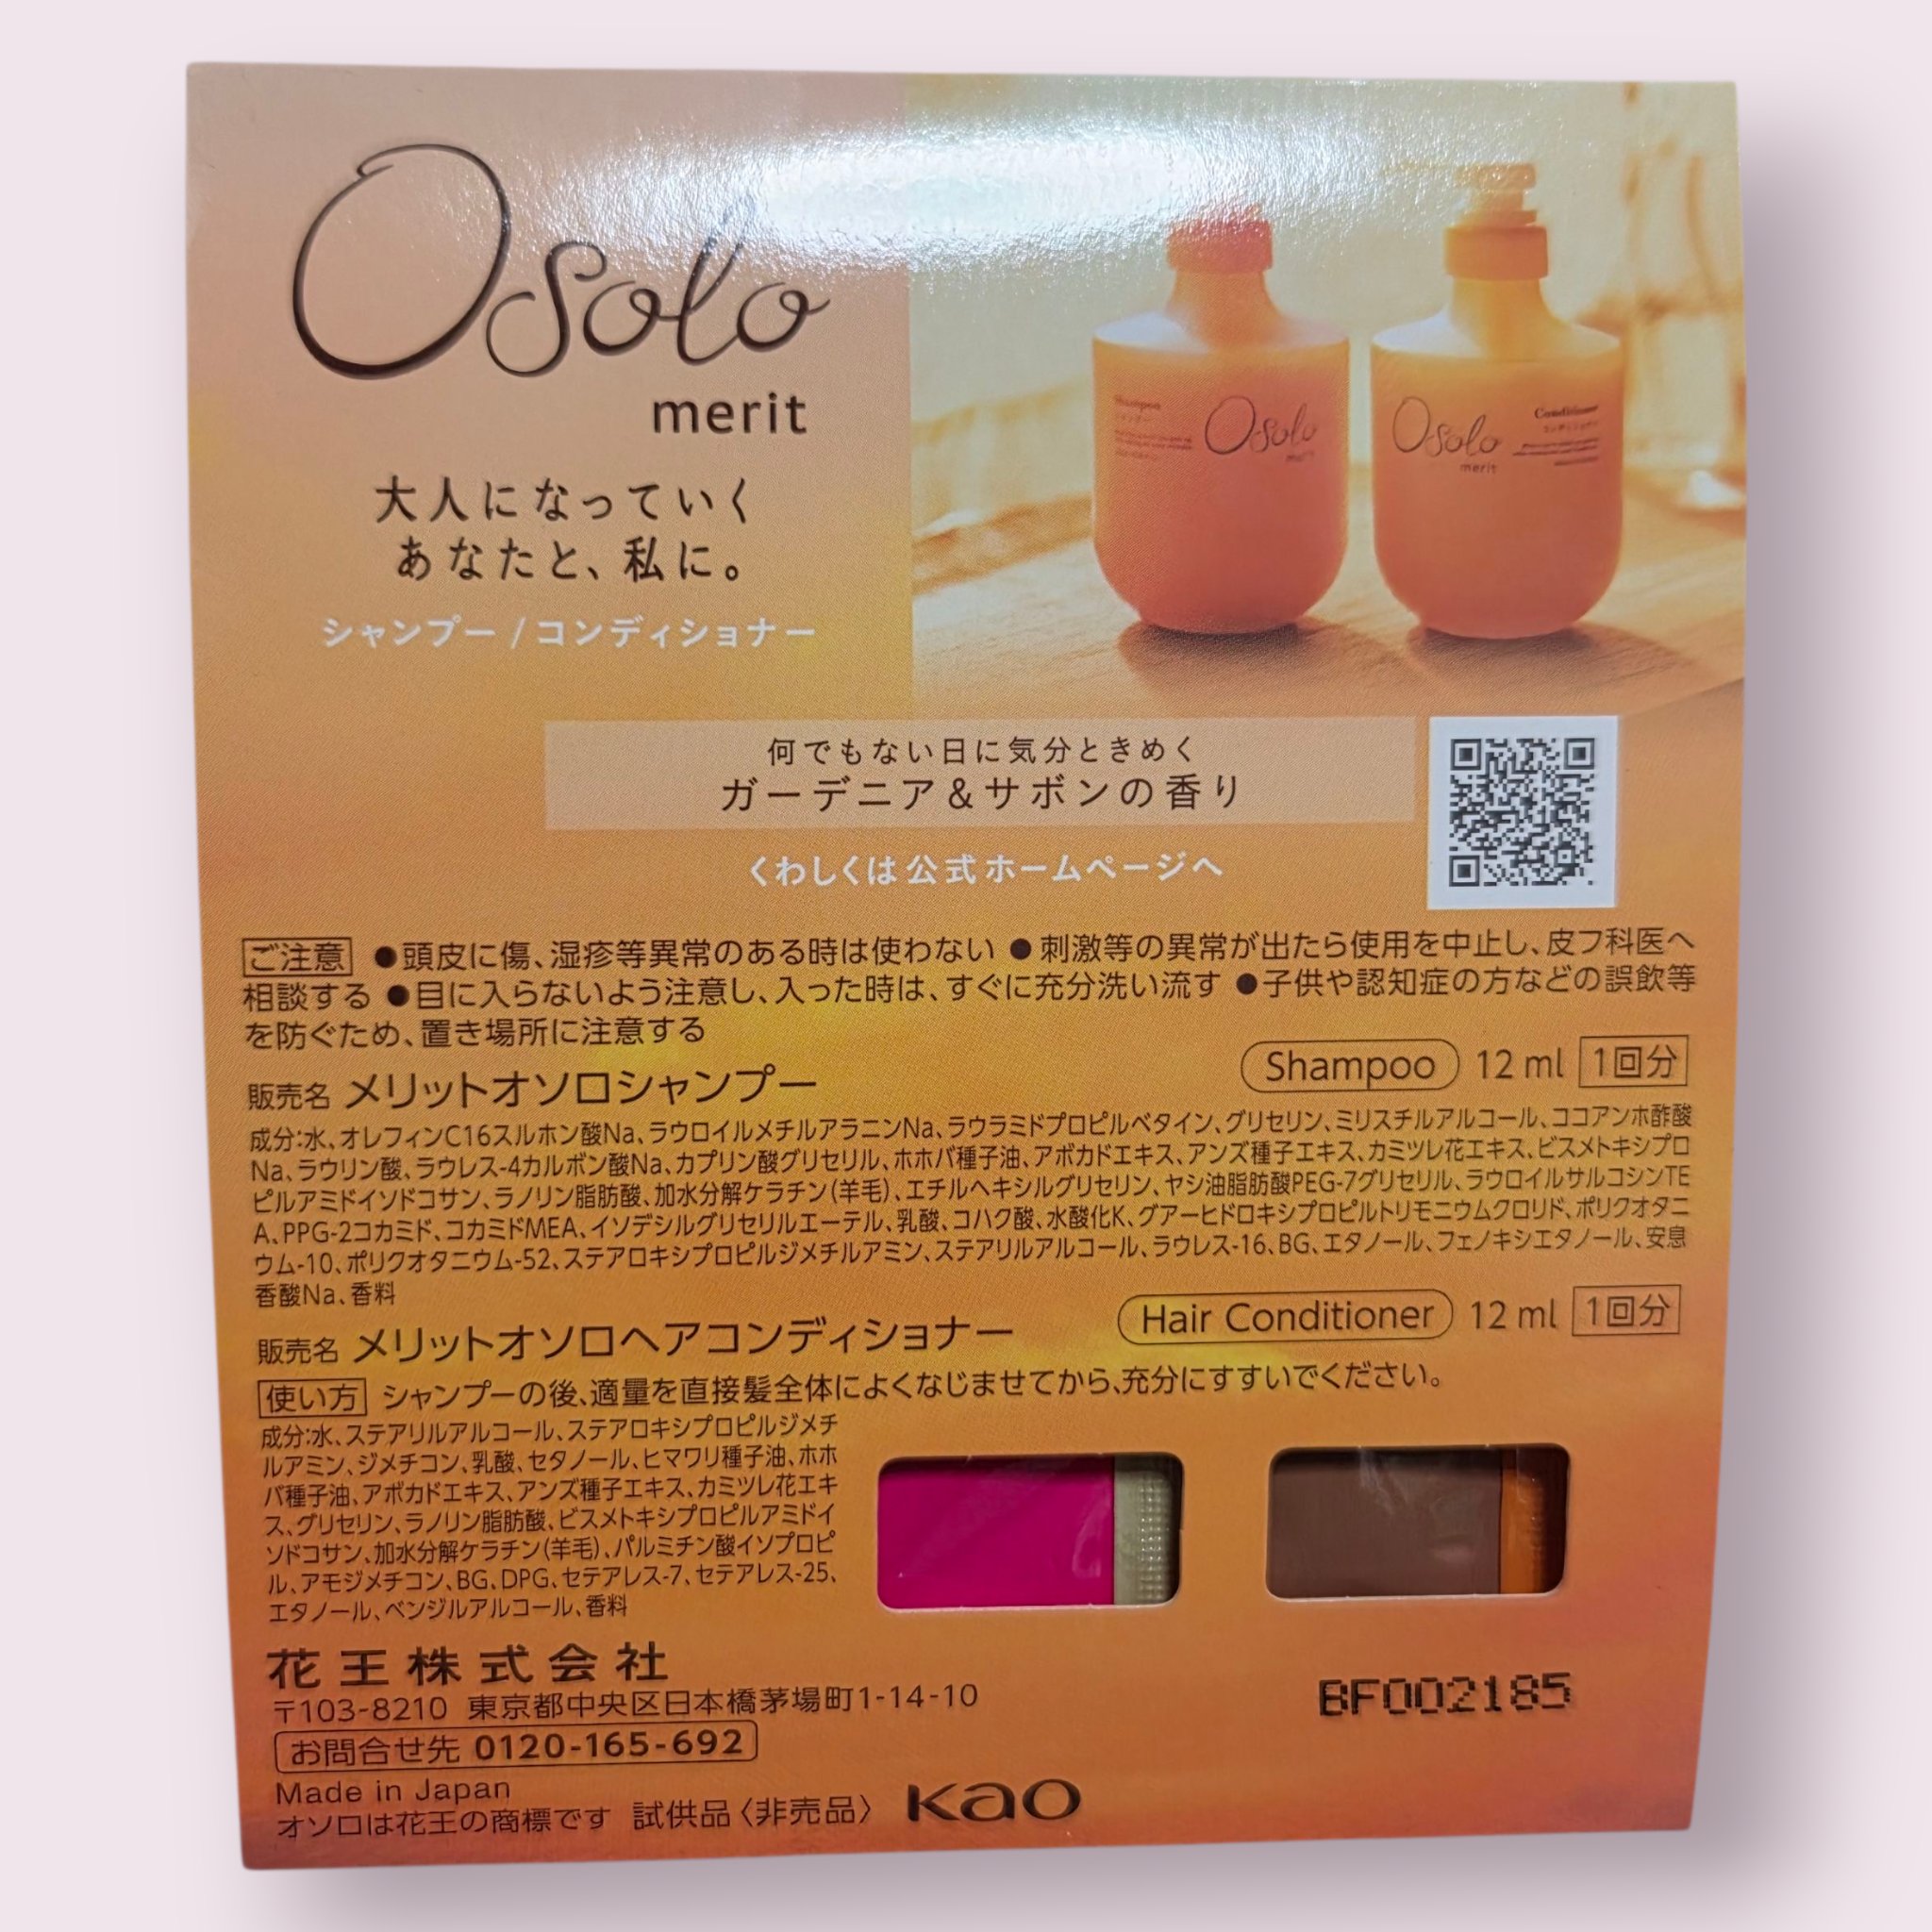 Osolo
merit
大人になっていく
あなたと、私に。
シャンプー / コンディショナー
Osolo
Osolo
merit
Conditioner
何でもない日に気分ときめく
ガーデニア＆サボンの香り
くわしくは公式ホームページへ
ご注意 ●頭皮に傷、湿疹等異常のある時は使わない ●刺激等の異常が出たら使用を中止し、皮フ科医へ
相談する ●目に入らないよう注意し、入った時は、すぐに充分洗い流す ●子供や認知症の方などの誤飲等
を防ぐため、置き場所に注意する
販売名 メリットオソロシャンプー Shampoo 12 ml 1回分
成分：水、オレフィンC16スルホン酸Na、ラウロイルメチルアラニンNa、ラウラミドプロピルベタイン、グリセリン、ミリスチルアルコール、ココアンホ酢酸
Na、ラウリン酸、ラウレス-4カルボン酸Na、カプリン酸グリセリル、ホホバ種子油、アボカドエキス、アンズ種子エキス、カミツレ花エキス、ビスメトキシプロ
ピルアミドイソドコサン、ラノリン脂肪酸、加水分解ケラチン(羊毛)、エチルヘキシルグリセリン、ヤシ油脂肪酸PEG-7グリセリル、ラウロイルサルコシンTE
A、PPG-2コカミド、コカミドMEA、イソデシルグリセリルエーテル、乳酸、コハク酸、水酸化K、グアーヒドロキシプロピルトリモニウムクロリド、ポリクオタニ
ウム-10、ポリクオタニウム-52、ステアロキシプロピルジメチルアミン、ステアリルアルコール、ラウレス-16、BG、エタノール、フェノキシエタノール、安息
香酸Na、香料
販売名 メリットオソロヘアコンディショナー Hair Conditioner 12 ml 1回分
使い方 シャンプーの後、適量を直接髪全体によくなじませてから、充分にすすいでください。
成分：水、ステアリルアルコール、ステアロキシプロピルジメチ
ルアミン、ジメチコン、乳酸、セタノール、ヒマワリ種子油、ホホ
バ種子油、アボカドエキス、アンズ種子エキス、カミツレ花エキ
ス、グリセリン、ラノリン脂肪酸、ビスメトキシプロピルアミドイ
ソドコサン、加水分解ケラチン(羊毛)、パルミチン酸イソプロピ
ル、アモジメチコン、BG、DPG、セテアレス-7、セテアレス-25、
エタノール、ベンジルアルコール、香料
花王株式会社
〒103-8210 東京都中央区日本橋茅場町1-14-10
お問合せ先 0120-165-692
Made in Japan
オソロは花王の商標です 試供品〈非売品〉 Kao
BF002185